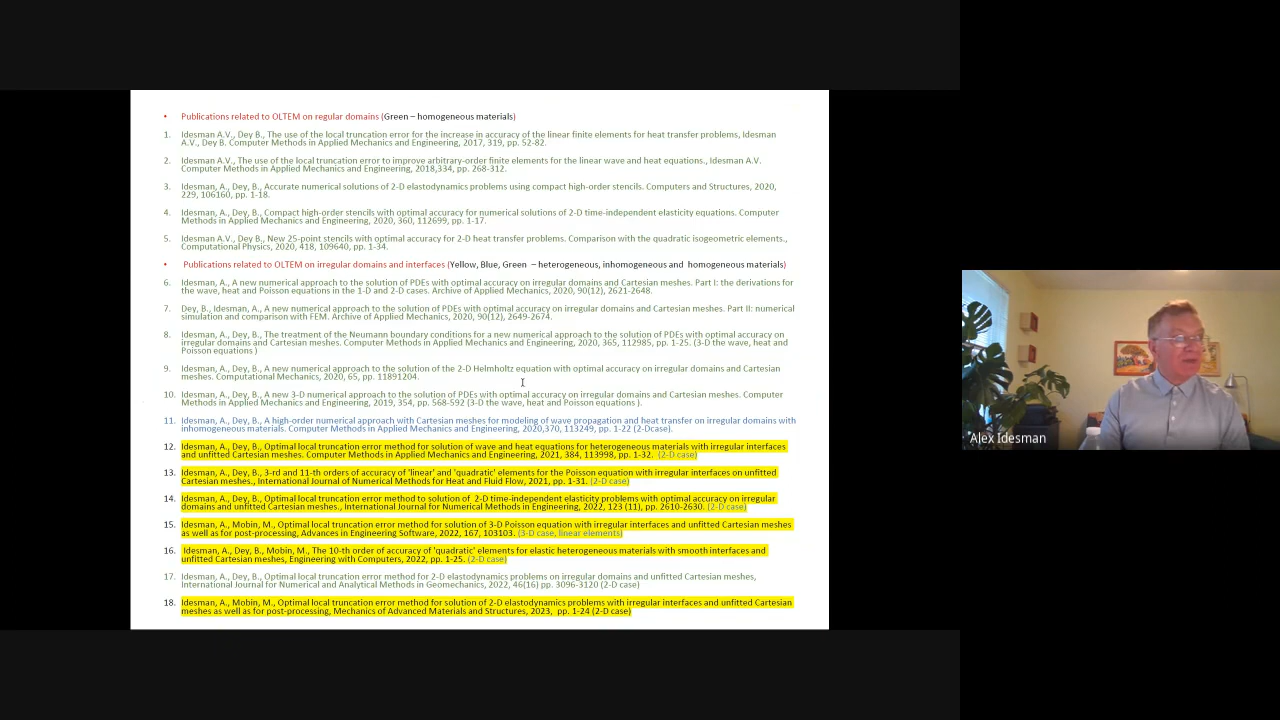 • Publications related to OLTEM on regular domains (Green – homogeneous materials)
1. Idesman A.V., Dey B., The use of the local truncation error for the increase in accuracy of the linear finite elements for heat transfer problems, Idesman
A.V., Dey B. Computer Methods in Applied Mechanics and Engineering, 2017, 319, pp. 52-82.
2. Idesman A.V., The use of the local truncation error to improve arbitrary-order finite elements for the linear wave and heat equations., Idesman A.V.
Computer Methods in Applied Mechanics and Engineering, 2018,334, pp. 268-312.
3. Idesman, A., Dey, B., Accurate numerical solutions of 2-D elastodynamics problems using compact high-order stencils. Computers and Structures, 2020,
229, 106160, pp. 1-18.
4. Idesman, A., Dey, B., Compact high-order stencils with optimal accuracy for numerical solutions of 2-D time-independent elasticity equations. Computer
Methods in Applied Mechanics and Engineering, 2020, 360, 112699, pp. 1-17.
5. Idesman A.V., Dey B., New 25-point stencils with optimal accuracy for 2-D heat transfer problems. Comparison with the quadratic isogeometric elements.,
Computational Physics, 2020, 418, 109640, pp. 1-34.
• Publications related to OLTEM on irregular domains and interfaces (Yellow, Blue, Green – heterogeneous, inhomogeneous and homogeneous materials)
6. Idesman, A., A new numerical approach to the solution of PDEs with optimal accuracy on irregular domains and Cartesian meshes. Part I: the derivations for
the wave, heat and Poisson equations in the 1-D and 2-D cases. Archive of Applied Mechanics, 2020, 90(12), 2621-2648.
7. Dey, B., Idesman, A., A new numerical approach to the solution of PDEs with optimal accuracy on irregular domains and Cartesian meshes. Part II: numerical
simulation and comparison with FEM. Archive of Applied Mechanics, 2020, 90(12), 2649-2674.
8. Idesman, A., Dey, B., The treatment of the Neumann boundary conditions for a new numerical approach to the solution of PDEs with optimal accuracy on
irregular domains and Cartesian meshes. Computer Methods in Applied Mechanics and Engineering, 2020, 365, 112985, pp. 1-25. (3-D the wave, heat and
Poisson equations )
9. Idesman, A., Dey, B., A new numerical approach to the solution of the 2-D Helmholtz equation with optimal accuracy on irregular domains and Cartesian
meshes. Computational Mechanics, 2020, 65, pp. 11891204.
10. Idesman, A., Dey, B., A new 3-D numerical approach to the solution of PDEs with optimal accuracy on irregular domains and Cartesian meshes. Computer
Methods in Applied Mechanics and Engineering, 2019, 354, pp. 568-592 (3-D the wave, heat and Poisson equations ).
11. Idesman, A., Dey, B., A high-order numerical approach with Cartesian meshes for modeling of wave propagation and heat transfer on irregular domains with
inhomogeneous materials. Computer Methods in Applied Mechanics and Engineering, 2020,370, 113249, pp. 1-22 (2-Dcase).
12. Idesman, A., Dey, B., Optimal local truncation error method for solution of wave and heat equations for heterogeneous materials with irregular interfaces
and unfitted Cartesian meshes. Computer Methods in Applied Mechanics and Engineering, 2021, 384, 113998, pp. 1-32. (2-D case)
13. Idesman, A., Dey, B., 3-rd and 11-th orders of accuracy of 'linear' and 'quadratic' elements for the Poisson equation with irregular interfaces on unfitted
Cartesian meshes., International Journal of Numerical Methods for Heat and Fluid Flow, 2021, pp. 1-31. (2-D case)
14. Idesman, A., Dey, B., Optimal local truncation error method to solution of 2-D time-independent elasticity problems with optimal accuracy on irregular
domains and unfitted Cartesian meshes., International Journal for Numerical Methods in Engineering, 2022, 123 (11), pp. 2610-2630. (2-D case)
15. Idesman, A., Mobin, M., Optimal local truncation error method for solution of 3-D Poisson equation with irregular interfaces and unfitted Cartesian meshes
as well as for post-processing, Advances in Engineering Software, 2022, 167, 103103. (3-D case, linear elements)
16. Idesman, A., Dey, B., Mobin, M., The 10-th order of accuracy of 'quadratic' elements for elastic heterogeneous materials with smooth interfaces and
unfitted Cartesian meshes, Engineering with Computers, 2022, pp. 1-25. (2-D case)
17. Idesman, A., Dey, B., Optimal local truncation error method for 2-D elastodynamics problems on irregular domains and unfitted Cartesian meshes,
International Journal for Numerical and Analytical Methods in Geomechanics, 2022, 46(16) pp. 3096-3120 (2-D case)
18. Idesman, A., Mobin, M., Optimal local truncation error method for solution of 2-D elastodynamics problems with irregular interfaces and unfitted Cartesian
meshes as well as for post-processing, Mechanics of Advanced Materials and Structures, 2023, pp. 1-24 (2-D case)
Alex Idesman